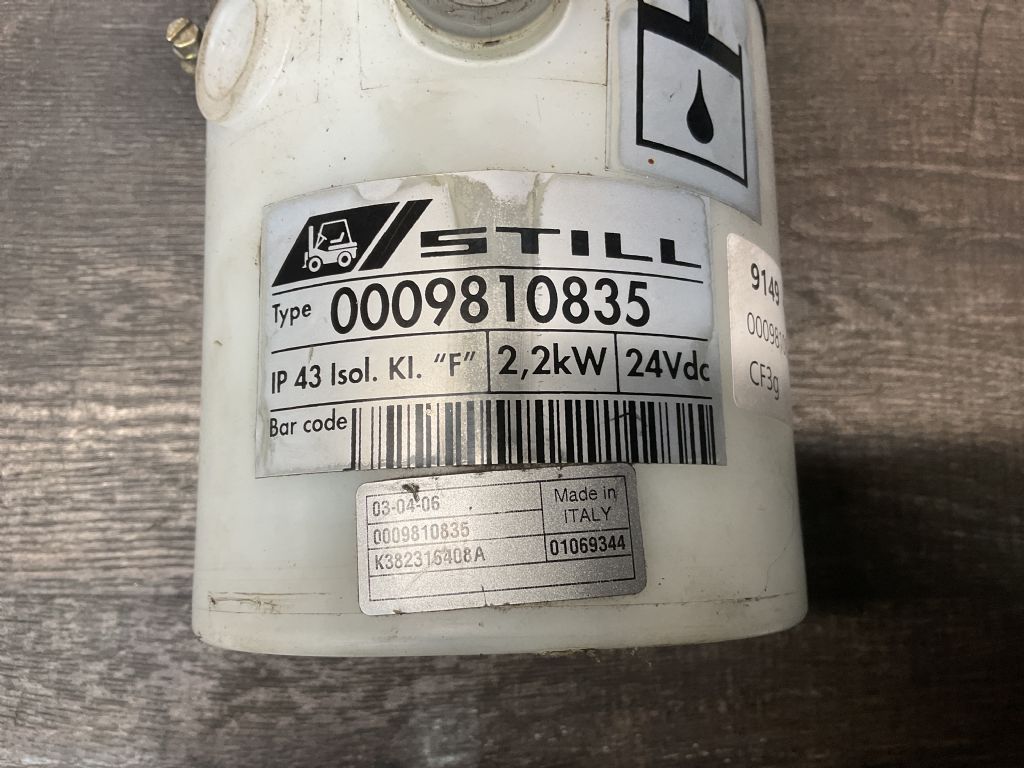 STILL
Type 0009810835
IP 43 Isol. Kl. "F" 2,2kW 24Vdc
Bar code
03-04-06
0009810835
K382316408A
Made in
ITALY
01069344
9149
CF3g